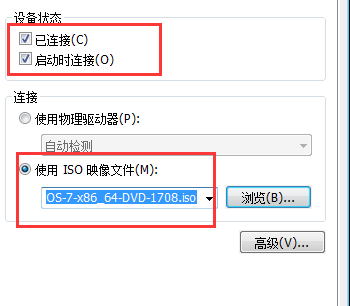 设备状态
已连接(C)
启动时连接(O)
连接
使用物理驱动器(P):
自动检测
使用 ISO 映像文件(M):
OS-7-x86_64-DVD-1708.iso
浏览(B)...
高级(V)...